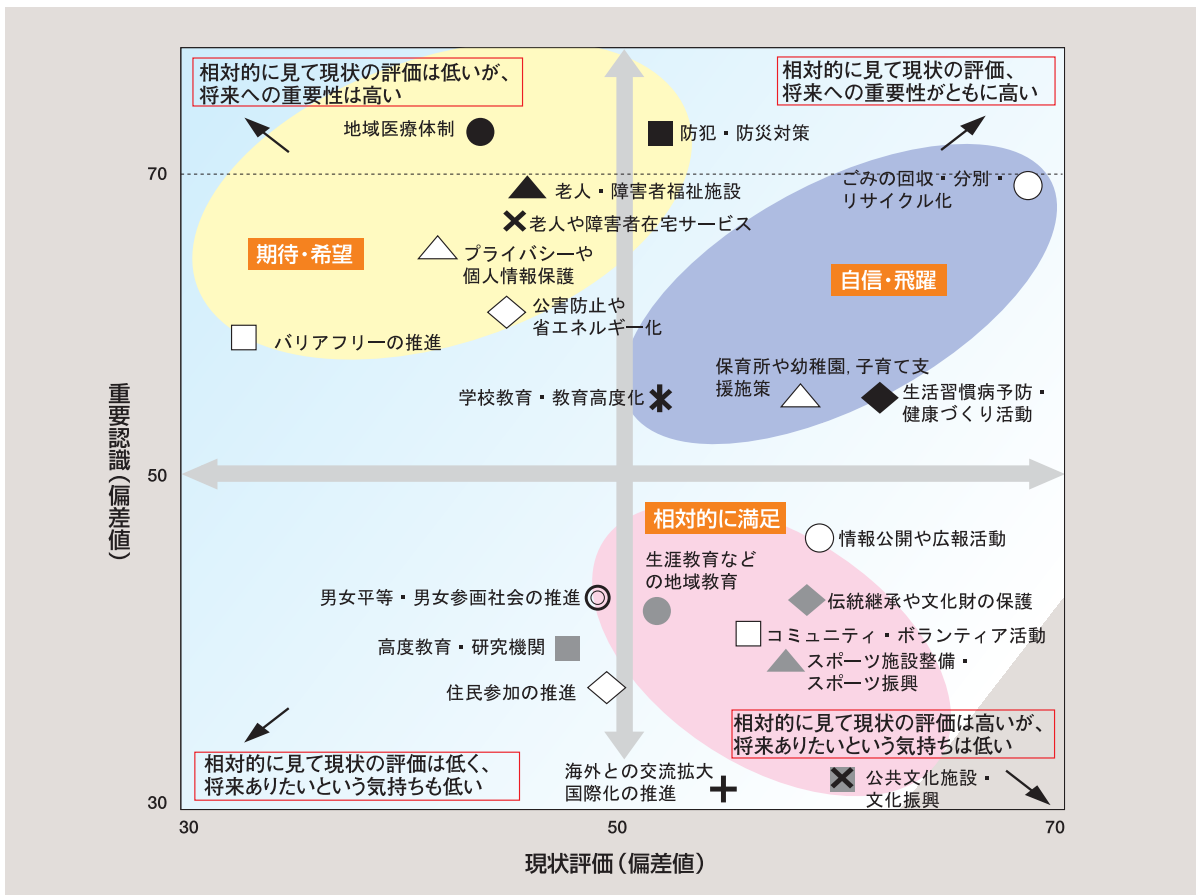 相対的に見て現状の評価は低いが、
将来への重要性は高い
相対的に見て現状の評価、
将来への重要性がともに高い
地域医療体制
防犯・防災対策
70
ごみの回収・分別・
リサイクル化
老人・障害者福祉施設
老人や障害者在宅サービス
期待・希望
プライバシーや
個人情報保護
自信・飛躍
公害防止や
省エネルギー化
バリアフリーの推進
保育所や幼稚園,子育て支
援施策
学校教育・教育高度化
生活習慣病予防・
健康づくり活動
重要認識(偏差値)
50
相対的に満足
情報公開や広報活動
生涯教育など
の地域教育
男女平等・男女参画社会の推進
伝統継承や文化財の保護
コミュニティ・ボランティア活動
高度教育・研究機関
スポーツ施設整備・
スポーツ振興
住民参加の推進
相対的に見て現状の評価は高いが、
将来ありたいという気持ちは低い
相対的に見て現状の評価は低く、
将来ありたいという気持ちも低い
海外との交流拡大
国際化の推進
公共文化施設・
文化振興
30
30
50
70
現状評価(偏差値)